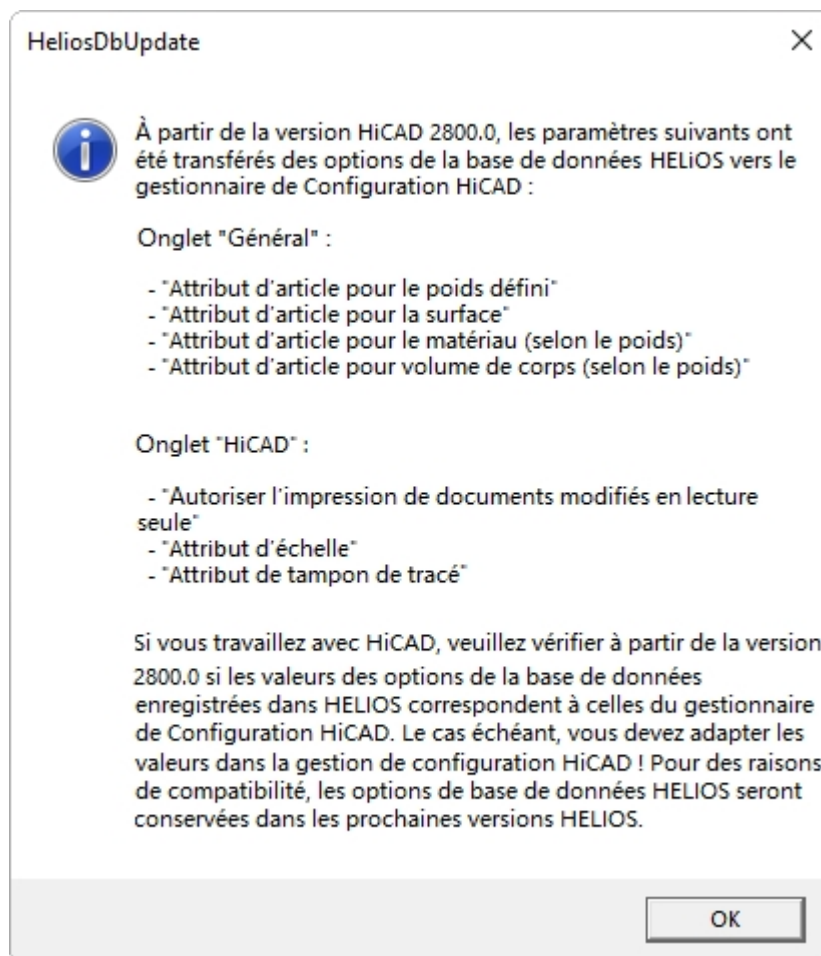 HeliosDbUpdate
À partir de la version HiCAD 2800.0, les paramètres suivants ont
été transférés des options de la base de données HELiOS vers le
gestionnaire de Configuration HiCAD :
Onglet "Général" :
- "Attribut d'article pour le poids défini"
- "Attribut d'article pour la surface"
- "Attribut d'article pour le matériau (selon le poids)"
- "Attribut d'article pour volume de corps (selon le poids)"
Onglet "HiCAD" :
- "Autoriser l'impression de documents modifiés en lecture
seule"
- "Attribut d'échelle"
- "Attribut de tampon de tracé"
Si vous travaillez avec HiCAD, veuillez vérifier à partir de la version
2800.0 si les valeurs des options de la base de données
enregistrées dans HELIOS correspondent à celles du gestionnaire
de Configuration HiCAD. Le cas échéant, vous devez adapter les
valeurs dans la gestion de configuration HiCAD ! Pour des raisons
de compatibilité, les options de base de données HELIOS seront
conservées dans les prochaines versions HELIOS.
OK